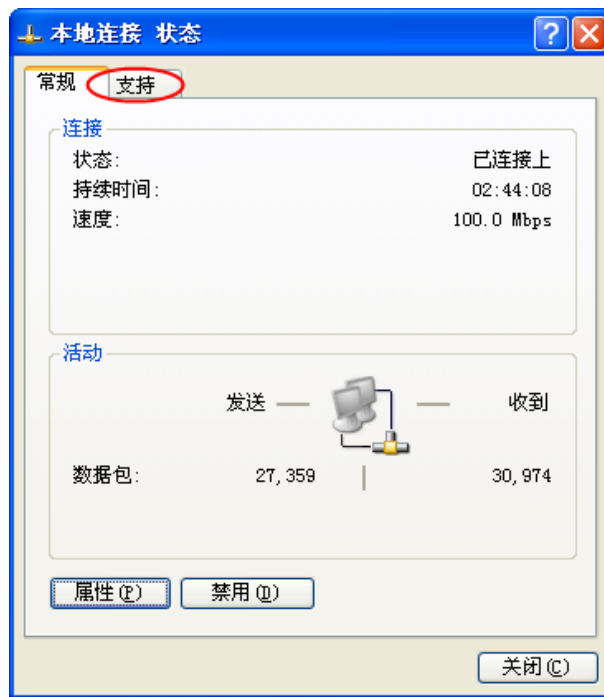 本地连接 状态
常规 支持
连接
状态: 已连接上
持续时间: 02:44:08
速度: 100.0 Mbps
活动
发送 收到
数据包: 27,359 30,974
属性(P) 禁用(D)
关闭(C)